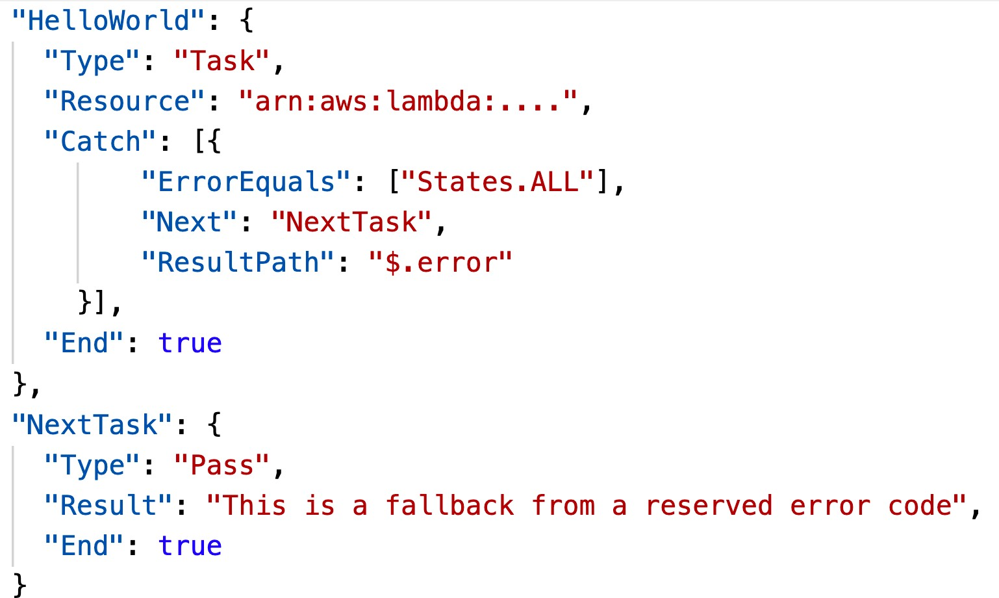 "HelloWorld": {
"Type": "Task",
"Resource": "arn:aws:lambda:....",
"Catch": [{
"ErrorEquals": ["States.ALL"],
"Next": "NextTask",
"ResultPath": "$.error"
}],
"End": true
},
"NextTask": {
"Type": "Pass",
"Result": "This is a fallback from a reserved error code",
"End": true
}